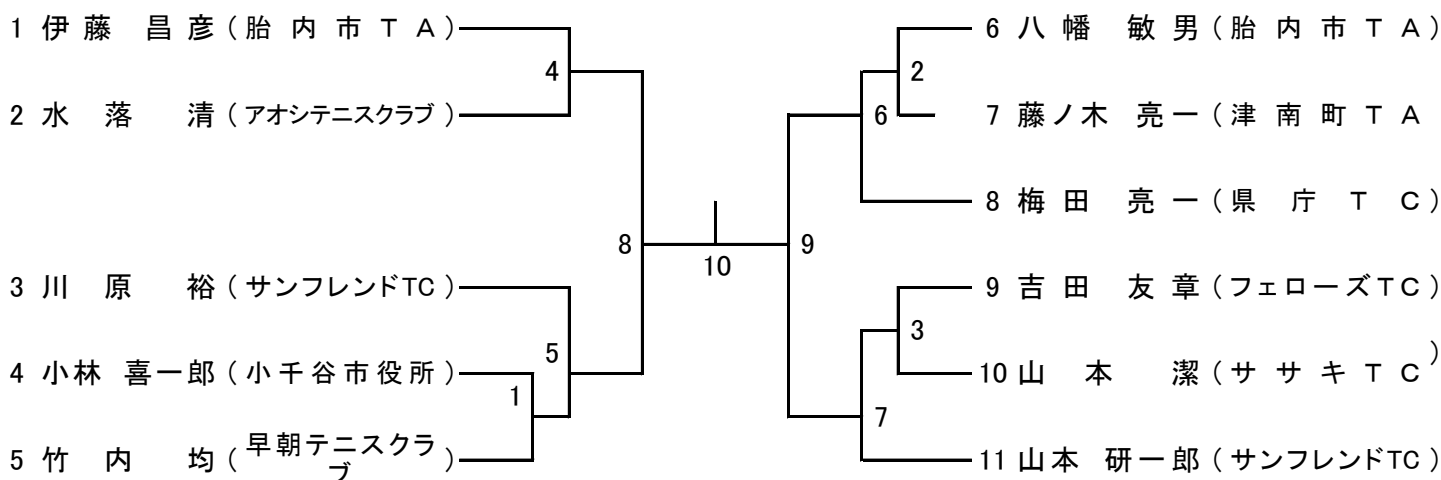 1 伊藤 昌彦(胎内市TA)
4
2 水落 清(アオシテニスクラブ)
8
3 川原 裕(サンフレンドTC)
5
4 小林 喜一郎(小千谷市役所)
1
5 竹内 均(早朝テニスクラブ)
10
6 八幡 敏男(胎内市TA)
2
6
7 藤ノ木 亮一(津南町TA
8 梅田 亮一(県庁TC)
9
9 吉田 友章(フェローズTC)
3
10 山本 潔(ササキTC)
7
11 山本 研一郎(サンフレンドTC)